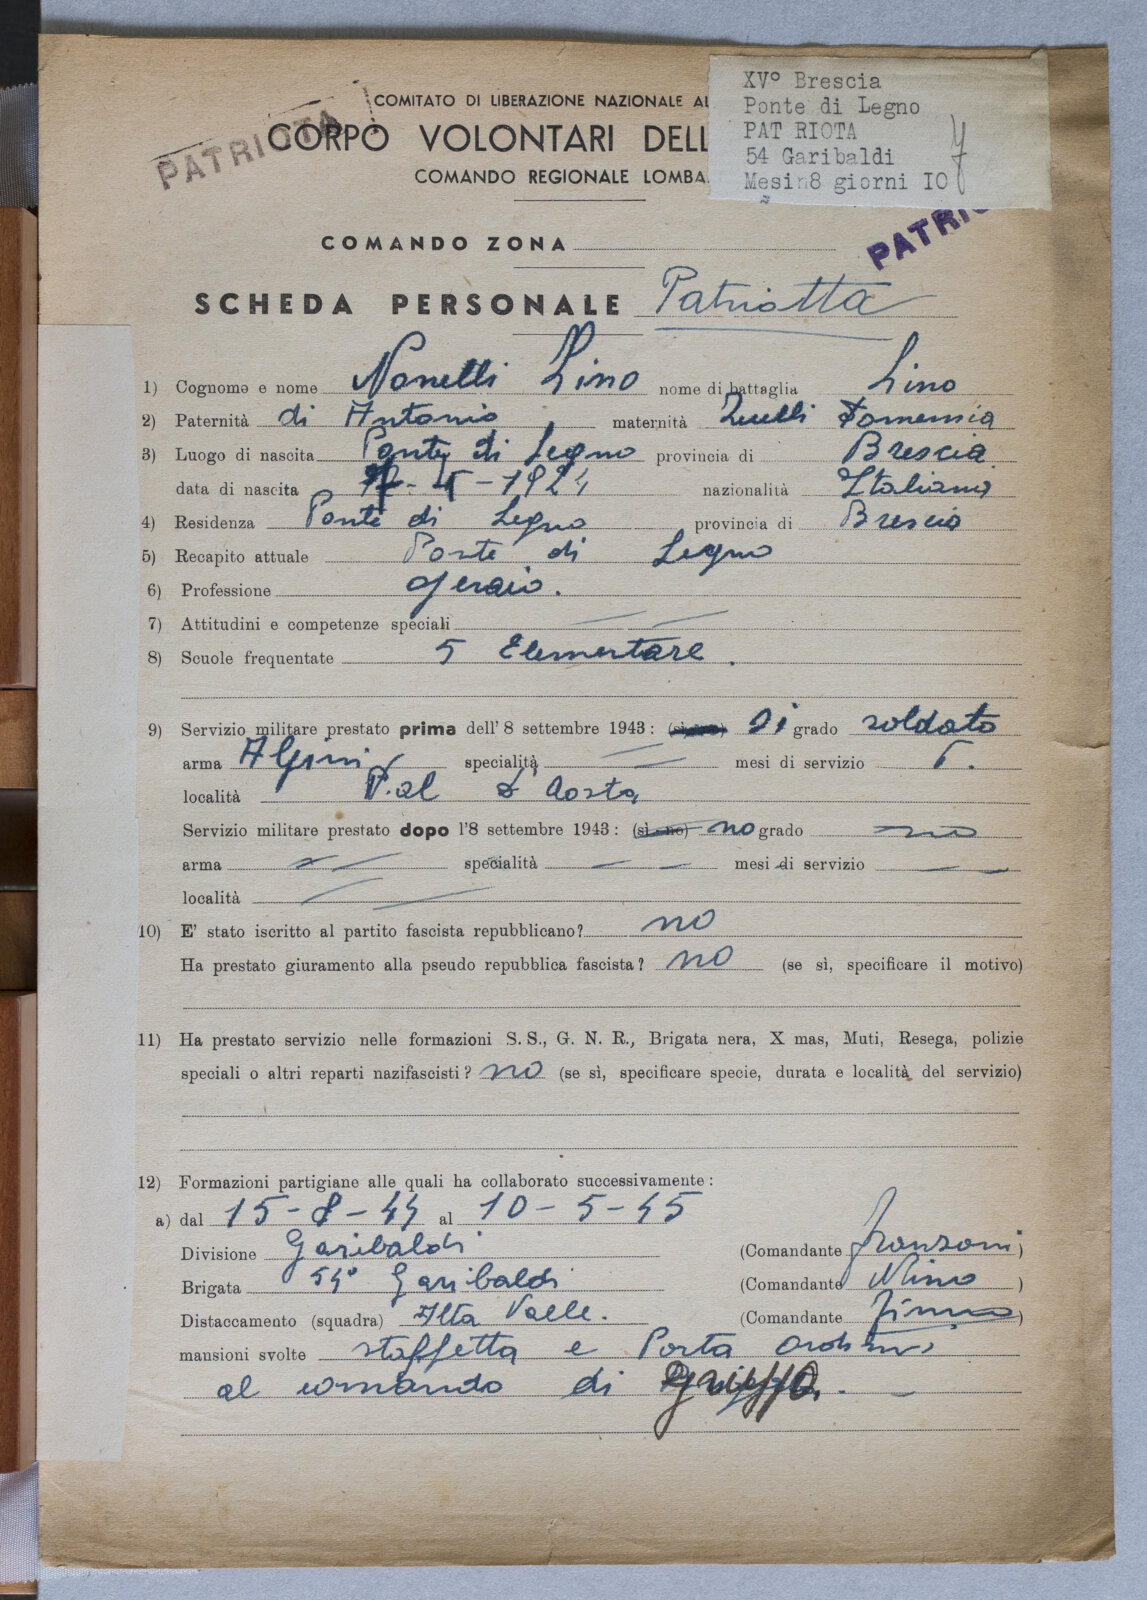 COMITATO DI LIBERAZIONE NAZIONALE AL
CORPO VOLONTARI DELL
COMANDO REGIONALE LOMBA
PATRIOTA
XV° Brescia
Ponte di Legno
PAT RIOTA
54 Garibaldi
Mesi 8 giorni IO
PATRIO
COMANDO ZONA
SCHEDA PERSONALE Patriotta
1) Cognome e nome Nonelli Lino nome di battaglia Lino
2) Paternità di Antonio maternità
3) Luogo di nascita Ponte di Legno provincia di Brescia
data di nascita 1924 nazionalità Italiana
4) Residenza Ponte di Legno provincia di Brescia
5) Recapito attuale Ponte di Legno
6) Professione
7) Attitudini e competenze speciali
8) Scuole frequentate 5 Elementare.
9) Servizio militare prestato prima dell' 8 settembre 1943: (sì-no) Si grado soldato
arma Alpini specialità mesi di servizio
località Val d'Aosta
Servizio militare prestato dopo l'8 settembre 1943: (sì-no) no grado no
arma specialità mesi di servizio
località
10) E' stato iscritto al partito fascista repubblicano? no
Ha prestato giuramento alla pseudo repubblica fascista? no (se sì, specificare il motivo)
11) Ha prestato servizio nelle formazioni S. S., G. N. R., Brigata nera, X mas, Muti, Resega, polizie
speciali o altri reparti nazifascisti? no (se sì, specificare specie, durata e località del servizio)
12) Formazioni partigiane alle quali ha collaborato successivamente:
a) dal 15-8-44 al 10-5-45
Divisione Garibaldi (Comandante Ronzoni)
Brigata 54° Garibaldi (Comandante Nino)
Distaccamento (squadra) Alta Valle. (Comandante)
mansioni svolte staffetta e Porta Ordini
al comando di